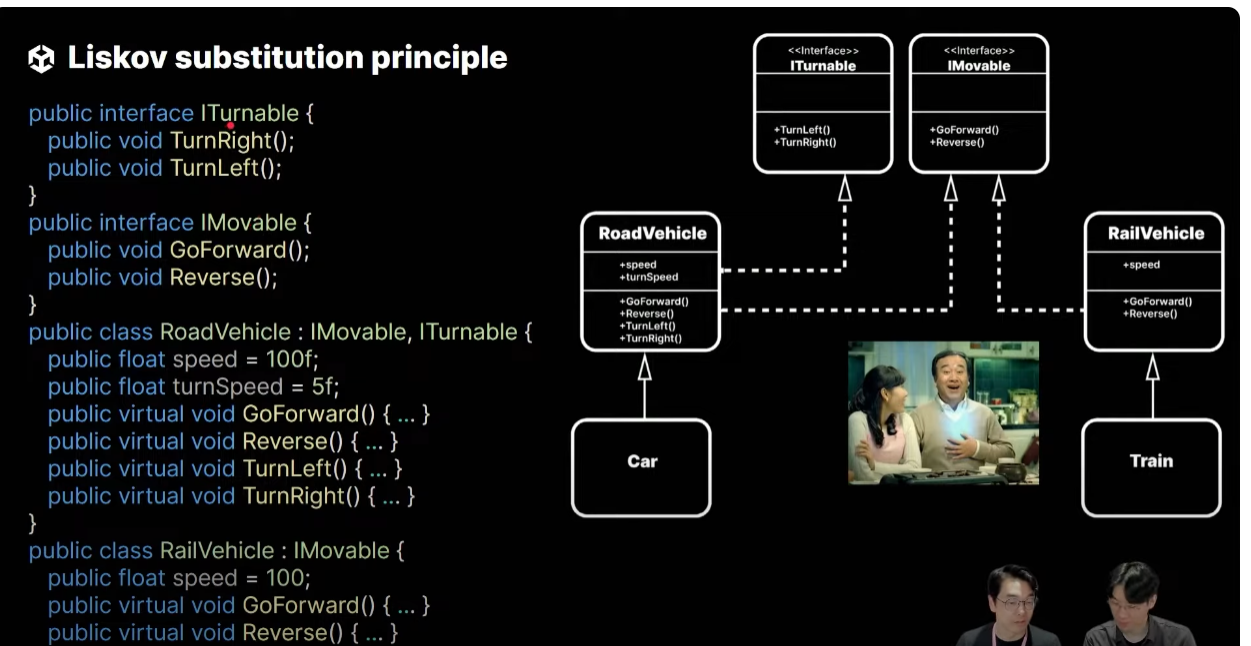 Liskov substitution principle
public interface ITurnable {
public void TurnRight();
public void TurnLeft();
}
public interface IMovable {
public void GoForward();
public void Reverse();
}
public class RoadVehicle : IMovable, ITurnable {
public float speed = 100f;
public float turnSpeed = 5f;
public virtual void GoForward() { ... }
public virtual void Reverse() { ... }
public virtual void TurnLeft() { ... }
public virtual void TurnRight() { ... }
}
public class RailVehicle : IMovable {
public float speed = 100;
public virtual void GoForward() { ... }
public virtual void Reverse() { ... }
<<Interface>>
ITurnable
+TurnLeft()
+TurnRight()
<<Interface>>
IMovable
+GoForward()
+Reverse()
RoadVehicle
+speed
+turnSpeed
+GoForward()
+Reverse()
+TurnLeft()
+TurnRight()
RailVehicle
+speed
+GoForward()
+Reverse()
Car
Train